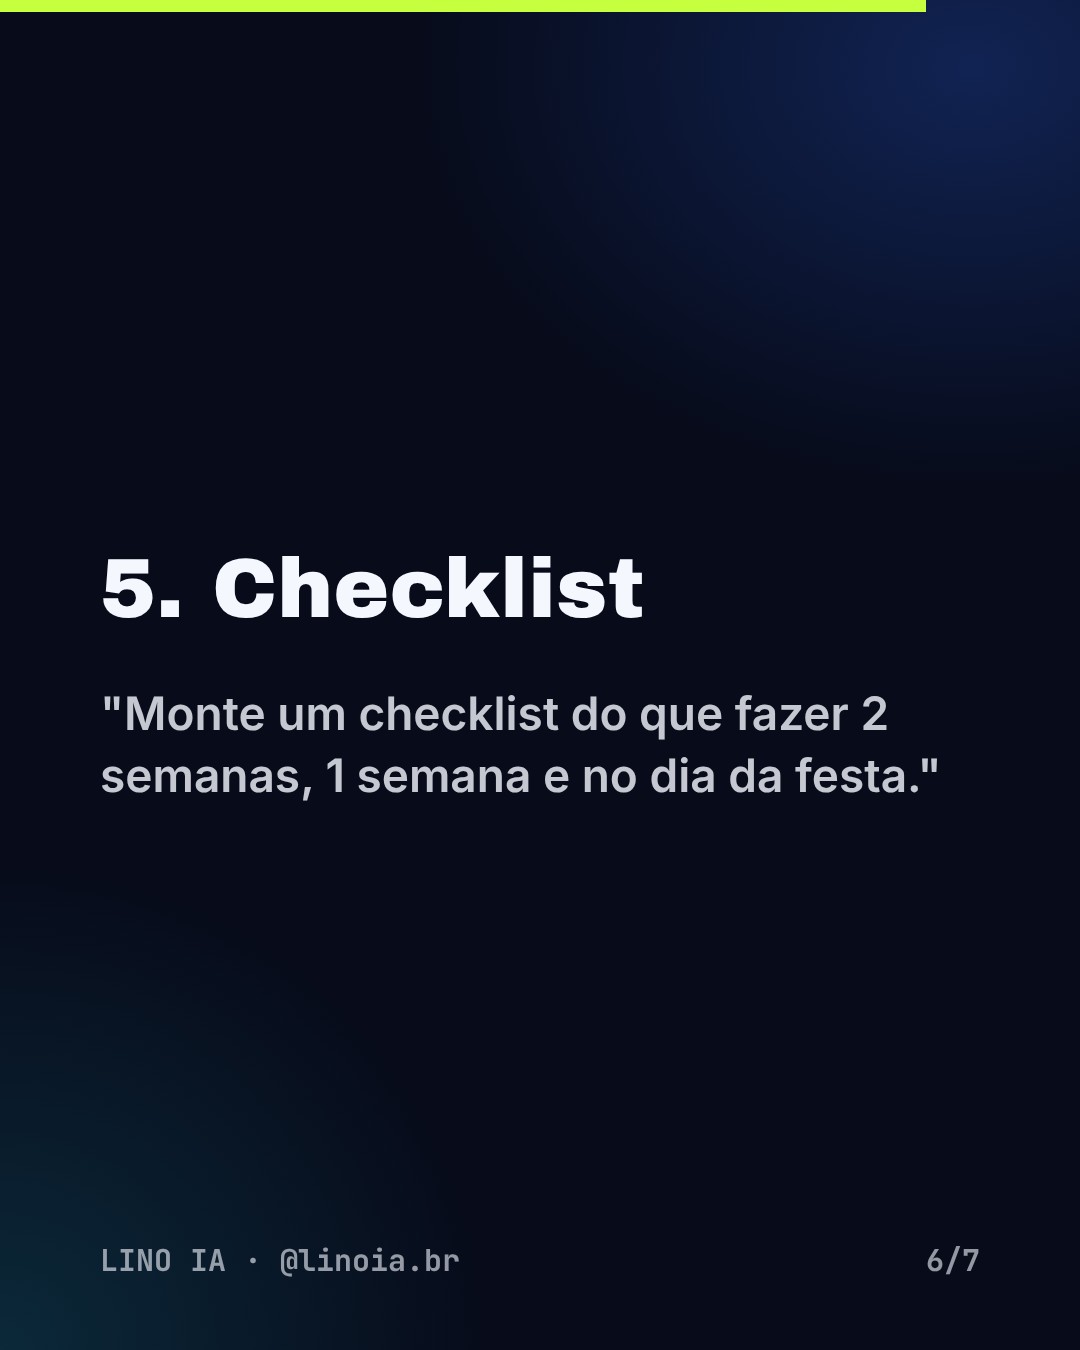 5. Checklist
"Monte um checklist do que fazer 2
semanas, 1 semana e no dia da festa."
LINO IA · @linoia.br
6/7